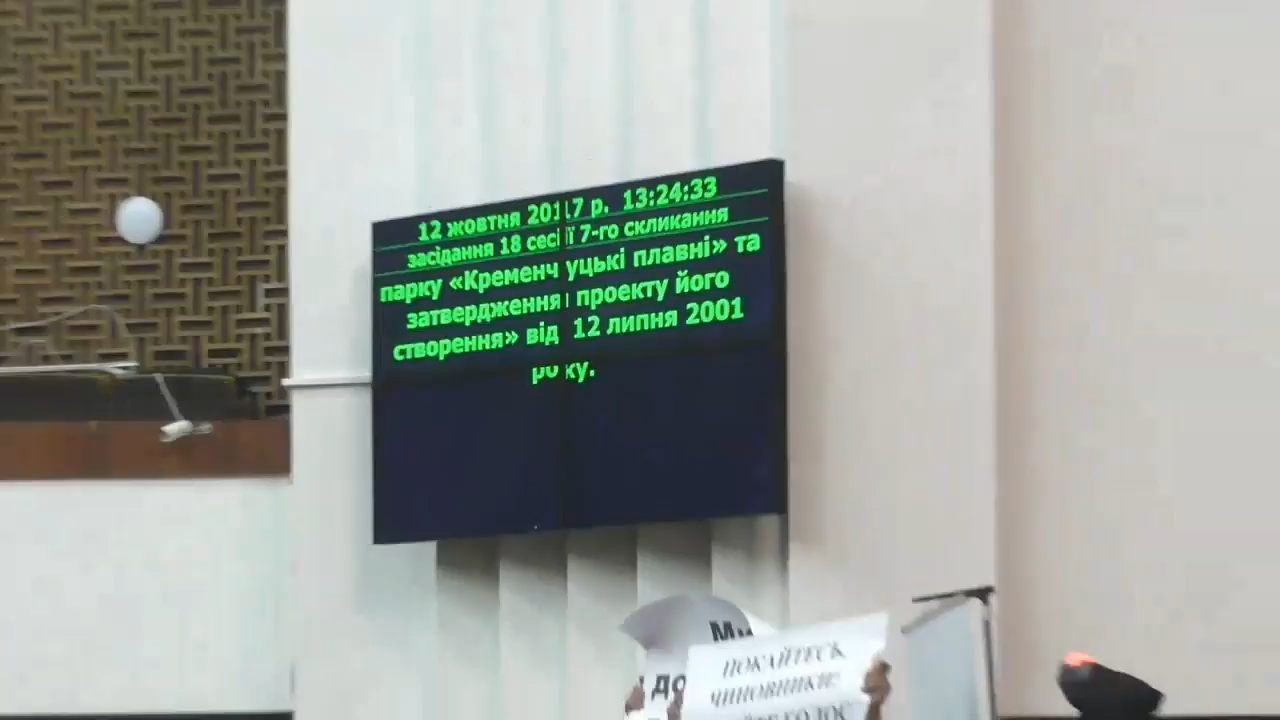 12 жовтня 2017 р. 13:24:33
засідання 18 сесії 7-го скликання
парку «Кременчуцькі плавні» та
затвердження проекту його
створення» від 12 липня 2001
року.
Ми
ПОКАЙТЕСЬ
ЧИНОВНИКИ!